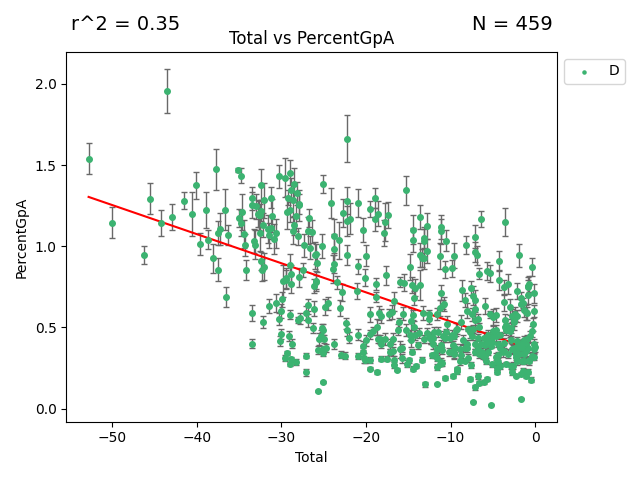 r^2 = 0.35
N = 459
Total vs PercentGpA
D
PercentGpA
2.0
1.5
1.0
0.5
0.0
−50
−40
−30
−20
−10
0
Total